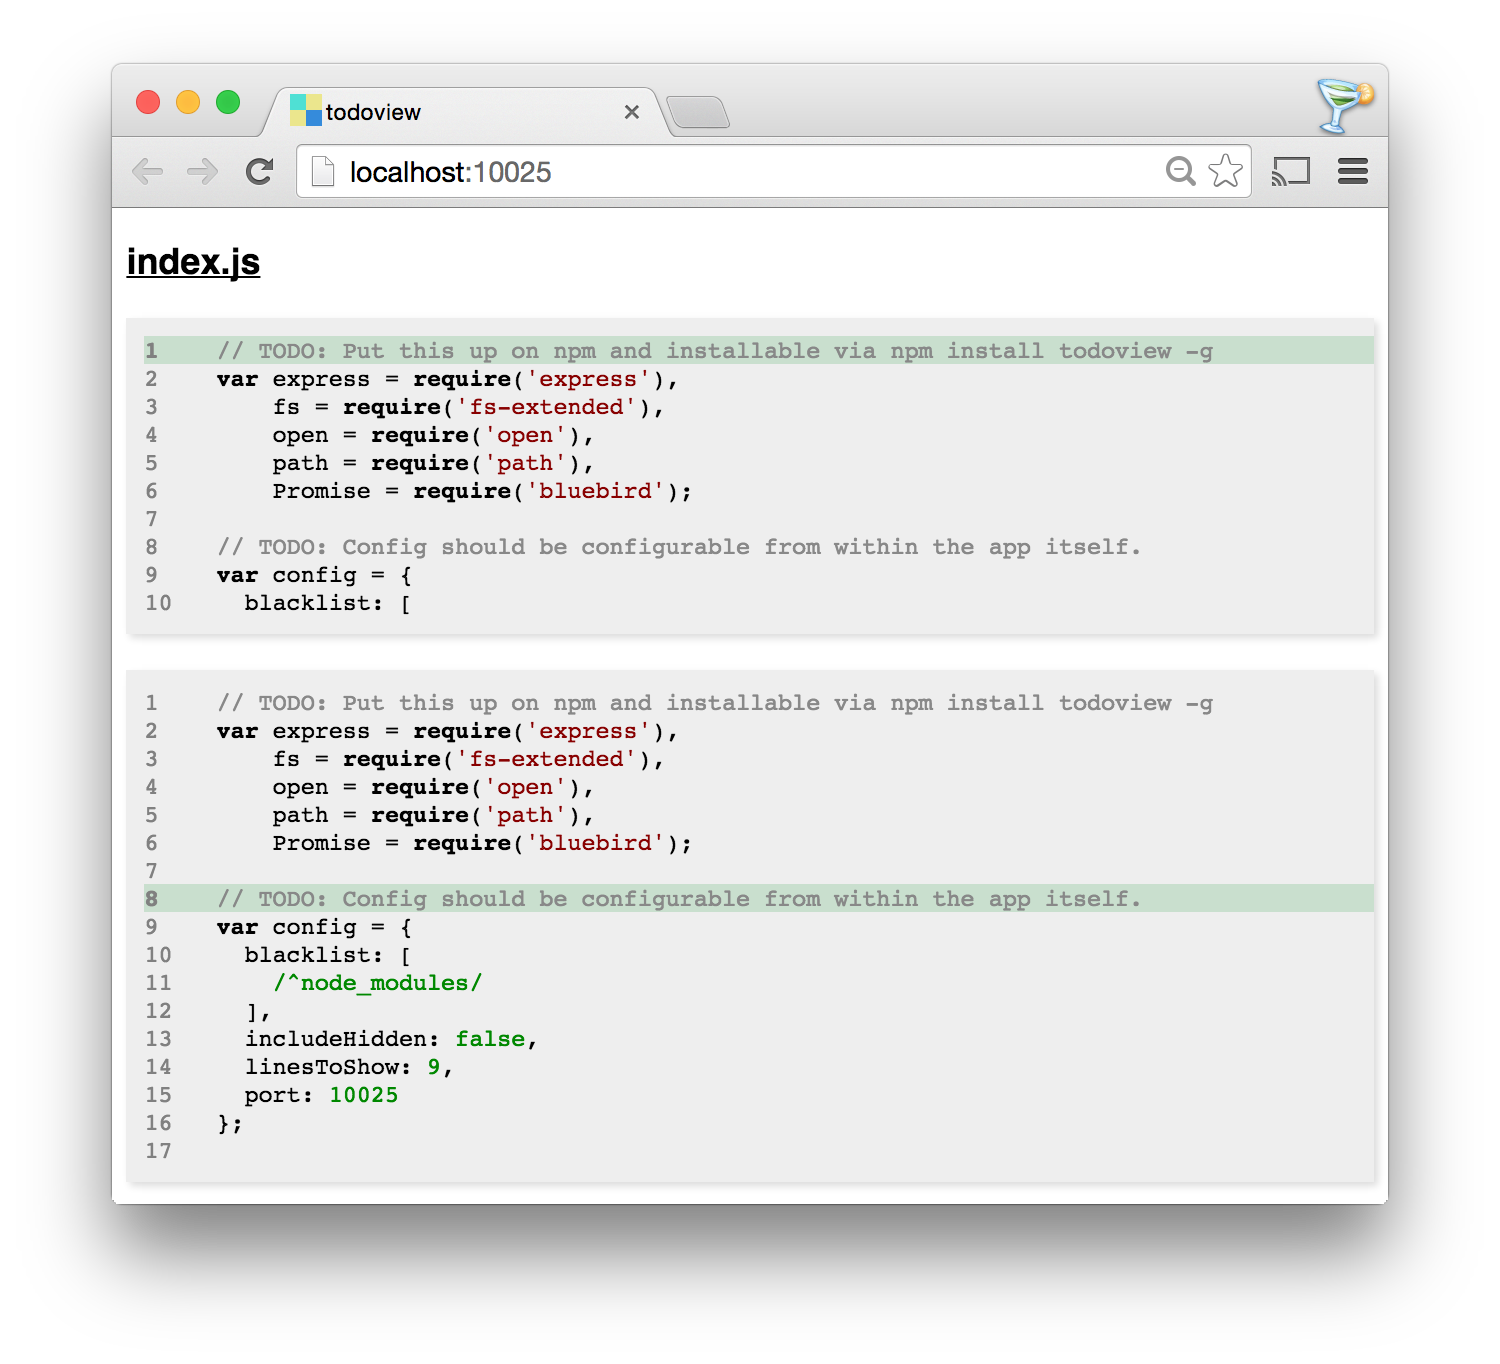 todoview
localhost:10025
index.js
1 // TODO: Put this up on npm and installable via npm install todoview -g
2 var express = require('express'),
3 fs = require('fs-extended'),
4 open = require('open'),
5 path = require('path'),
6 Promise = require('bluebird');
7
8 // TODO: Config should be configurable from within the app itself.
9 var config = {
10 blacklist: [
1 // TODO: Put this up on npm and installable via npm install todoview -g
2 var express = require('express'),
3 fs = require('fs-extended'),
4 open = require('open'),
5 path = require('path'),
6 Promise = require('bluebird');
7
8 // TODO: Config should be configurable from within the app itself.
9 var config = {
10 blacklist: [
11 /^node_modules/
12 ],
13 includeHidden: false,
14 linesToShow: 9,
15 port: 10025
16 };
17